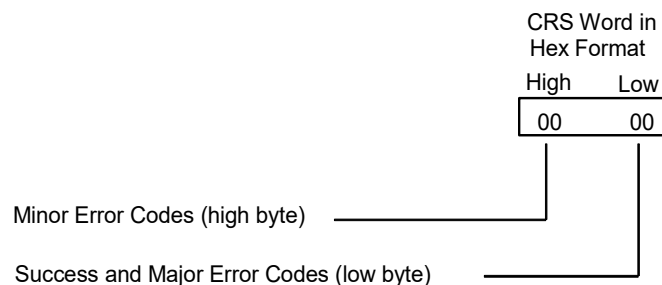 CRS Word in
Hex Format
High Low
00 00
Minor Error Codes (high byte)
Success and Major Error Codes (low byte)